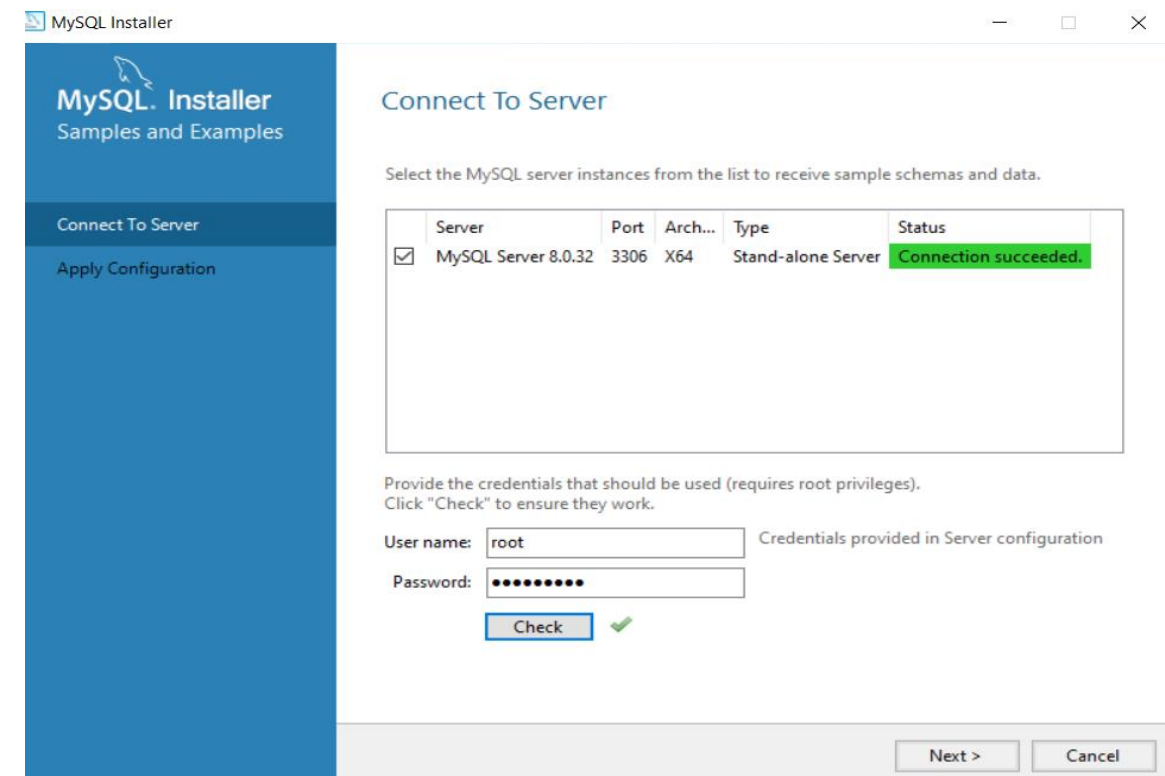 MySQL Installer
MySQL. Installer
Samples and Examples
Connect To Server
Apply Configuration
Connect To Server
Select the MySQL server instances from the list to receive sample schemas and data.
Server Port Arch... Type Status
MySQL Server 8.0.32 3306 X64 Stand-alone Server Connection succeeded.
Provide the credentials that should be used (requires root privileges).
Click "Check" to ensure they work.
User name: root Credentials provided in Server configuration
Password: ●●●●●●●●●
Check
Next > Cancel